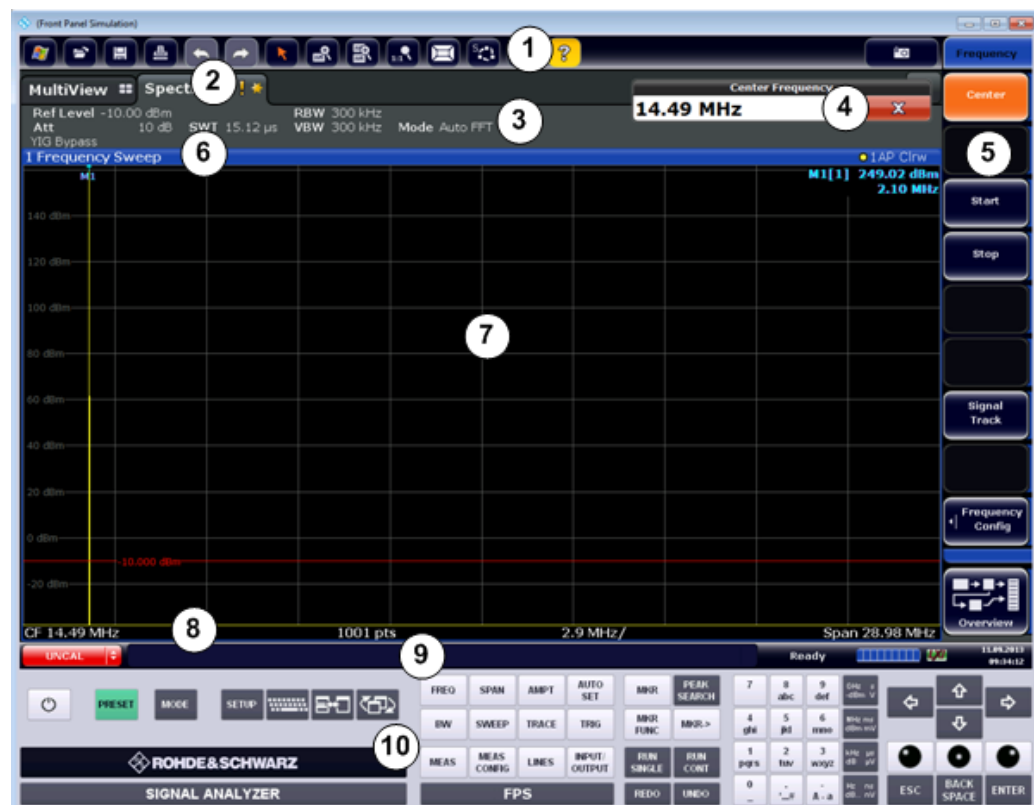 (Front Panel Simulation)
1
?
Frequency
MultiView
Spect
2
!
Center Frequency
14.49 MHz
4
X
Center
Ref Level -10.00 dBm
RBW 300 kHz
Att 10 dB SWT 15.12 µs VBW 300 kHz Mode Auto FFT
3
YIG Bypass
6
5
1 Frequency Sweep
1AP Clrw
M1
M1[1] 249.02 dBm
2.10 MHz
Start
140 dBm
Stop
120 dBm
100 dBm
7
80 dBm
60 dBm
Signal
Track
40 dBm
20 dBm
Frequency
Config
0 dBm
-10.000 dBm
-20 dBm
Overview
CF 14.49 MHz
8
1001 pts
2.9 MHz/
Span 28.98 MHz
UNCAL
9
Ready
11.09.2013
09:34:12
PRESET
MODE
SETUP
FREQ
SPAN
AMPT
AUTO
SET
MKR
PEAK
SEARCH
7
8
abc
9
def
BW
SWEEP
TRACE
TRIG
MKR
FUNC
MKR->
4
ghi
5
jkl
6
mno
10
MEAS
MEAS
CONFIG
LINES
INPUT/
OUTPUT
RUN
SINGLE
RUN
CONT
1
pqrs
2
tuv
3
wxyz
ROHDE&SCHWARZ
SIGNAL ANALYZER
FPS
REDO
UNDO
0
_
.
A - a
ESC
BACK
SPACE
ENTER